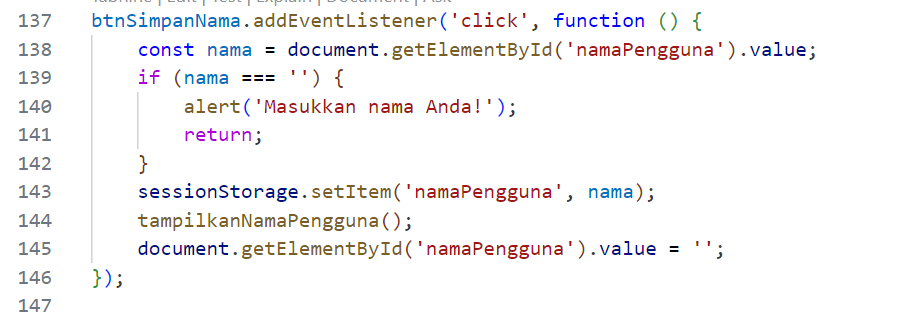 Tabnine | Edit | Test | Explain | Document | Ask
137 btnSimpanNama.addEventListener('click', function () {
138     const nama = document.getElementById('namaPengguna').value;
139     if (nama === '') {
140         alert('Masukkan nama Anda!');
141         return;
142     }
143     sessionStorage.setItem('namaPengguna', nama);
144     tampilkanNamaPengguna();
145     document.getElementById('namaPengguna').value = '';
146 });
147